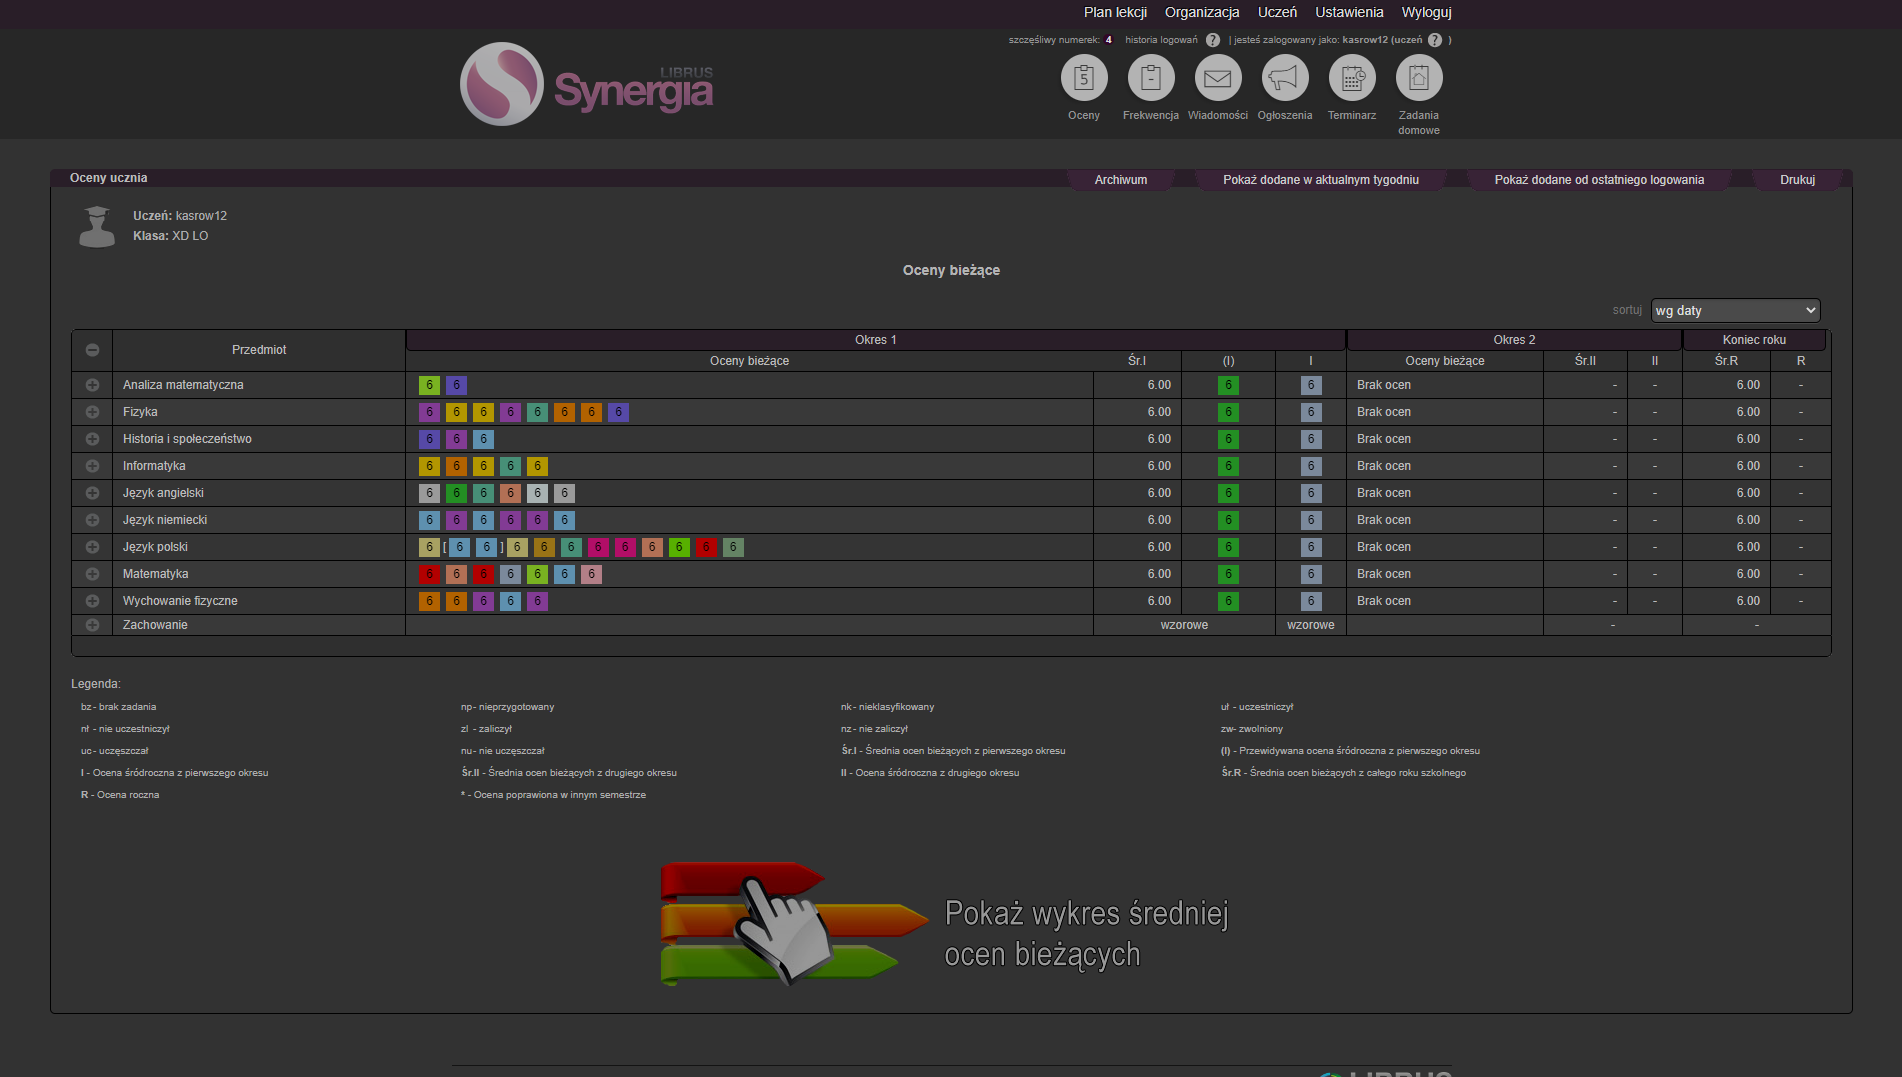 Plan lekcji Organizacja Uczeń Ustawienia Wyloguj
szczęśliwy numerek: 4 historia logowań ? | jesteś zalogowany jako: kasrow12 (uczeń ? )
LIBRUS
Synergia
5 -
Oceny Frekwencja Wiadomości Ogłoszenia Terminarz Zadania domowe
Oceny ucznia Archiwum Pokaż dodane w aktualnym tygodniu Pokaż dodane od ostatniego logowania Drukuj
Uczeń: kasrow12
Klasa: XD LO
Oceny bieżące
sortuj wg daty
Przedmiot Okres 1 Okres 2 Koniec roku
Oceny bieżące Śr.I (I) I Oceny bieżące Śr.II II Śr.R R
Analiza matematyczna 6 6 6.00 6 6 Brak ocen - - 6.00 -
Fizyka 6 6 6 6 6 6 6 6 6.00 6 6 Brak ocen - - 6.00 -
Historia i społeczeństwo 6 6 6 6.00 6 6 Brak ocen - - 6.00 -
Informatyka 6 6 6 6 6 6.00 6 6 Brak ocen - - 6.00 -
Język angielski 6 6 6 6 6 6 6.00 6 6 Brak ocen - - 6.00 -
Język niemiecki 6 6 6 6 6 6 6.00 6 6 Brak ocen - - 6.00 -
Język polski 6 [ 6 6 ] 6 6 6 6 6 6 6 6 6 6.00 6 6 Brak ocen - - 6.00 -
Matematyka 6 6 6 6 6 6 6 6.00 6 6 Brak ocen - - 6.00 -
Wychowanie fizyczne 6 6 6 6 6 6.00 6 6 Brak ocen - - 6.00 -
Zachowanie wzorowe wzorowe - -
Legenda:
bz - brak zadania np - nieprzygotowany nk - nieklasyfikowany uł - uczestniczył
nł - nie uczestniczył zl - zaliczył nz - nie zaliczył zw- zwolniony
uc - uczęszczał nu - nie uczęszczał Śr.I - Średnia ocen bieżących z pierwszego okresu (I) - Przewidywana ocena śródroczna z pierwszego okresu
I - Ocena śródroczna z pierwszego okresu Śr.II - Średnia ocen bieżących z drugiego okresu II - Ocena śródroczna z drugiego okresu Śr.R - Średnia ocen bieżących z całego roku szkolnego
R - Ocena roczna * - Ocena poprawiona w innym semestrze
Pokaż wykres średniej
ocen bieżących
LIBRUS